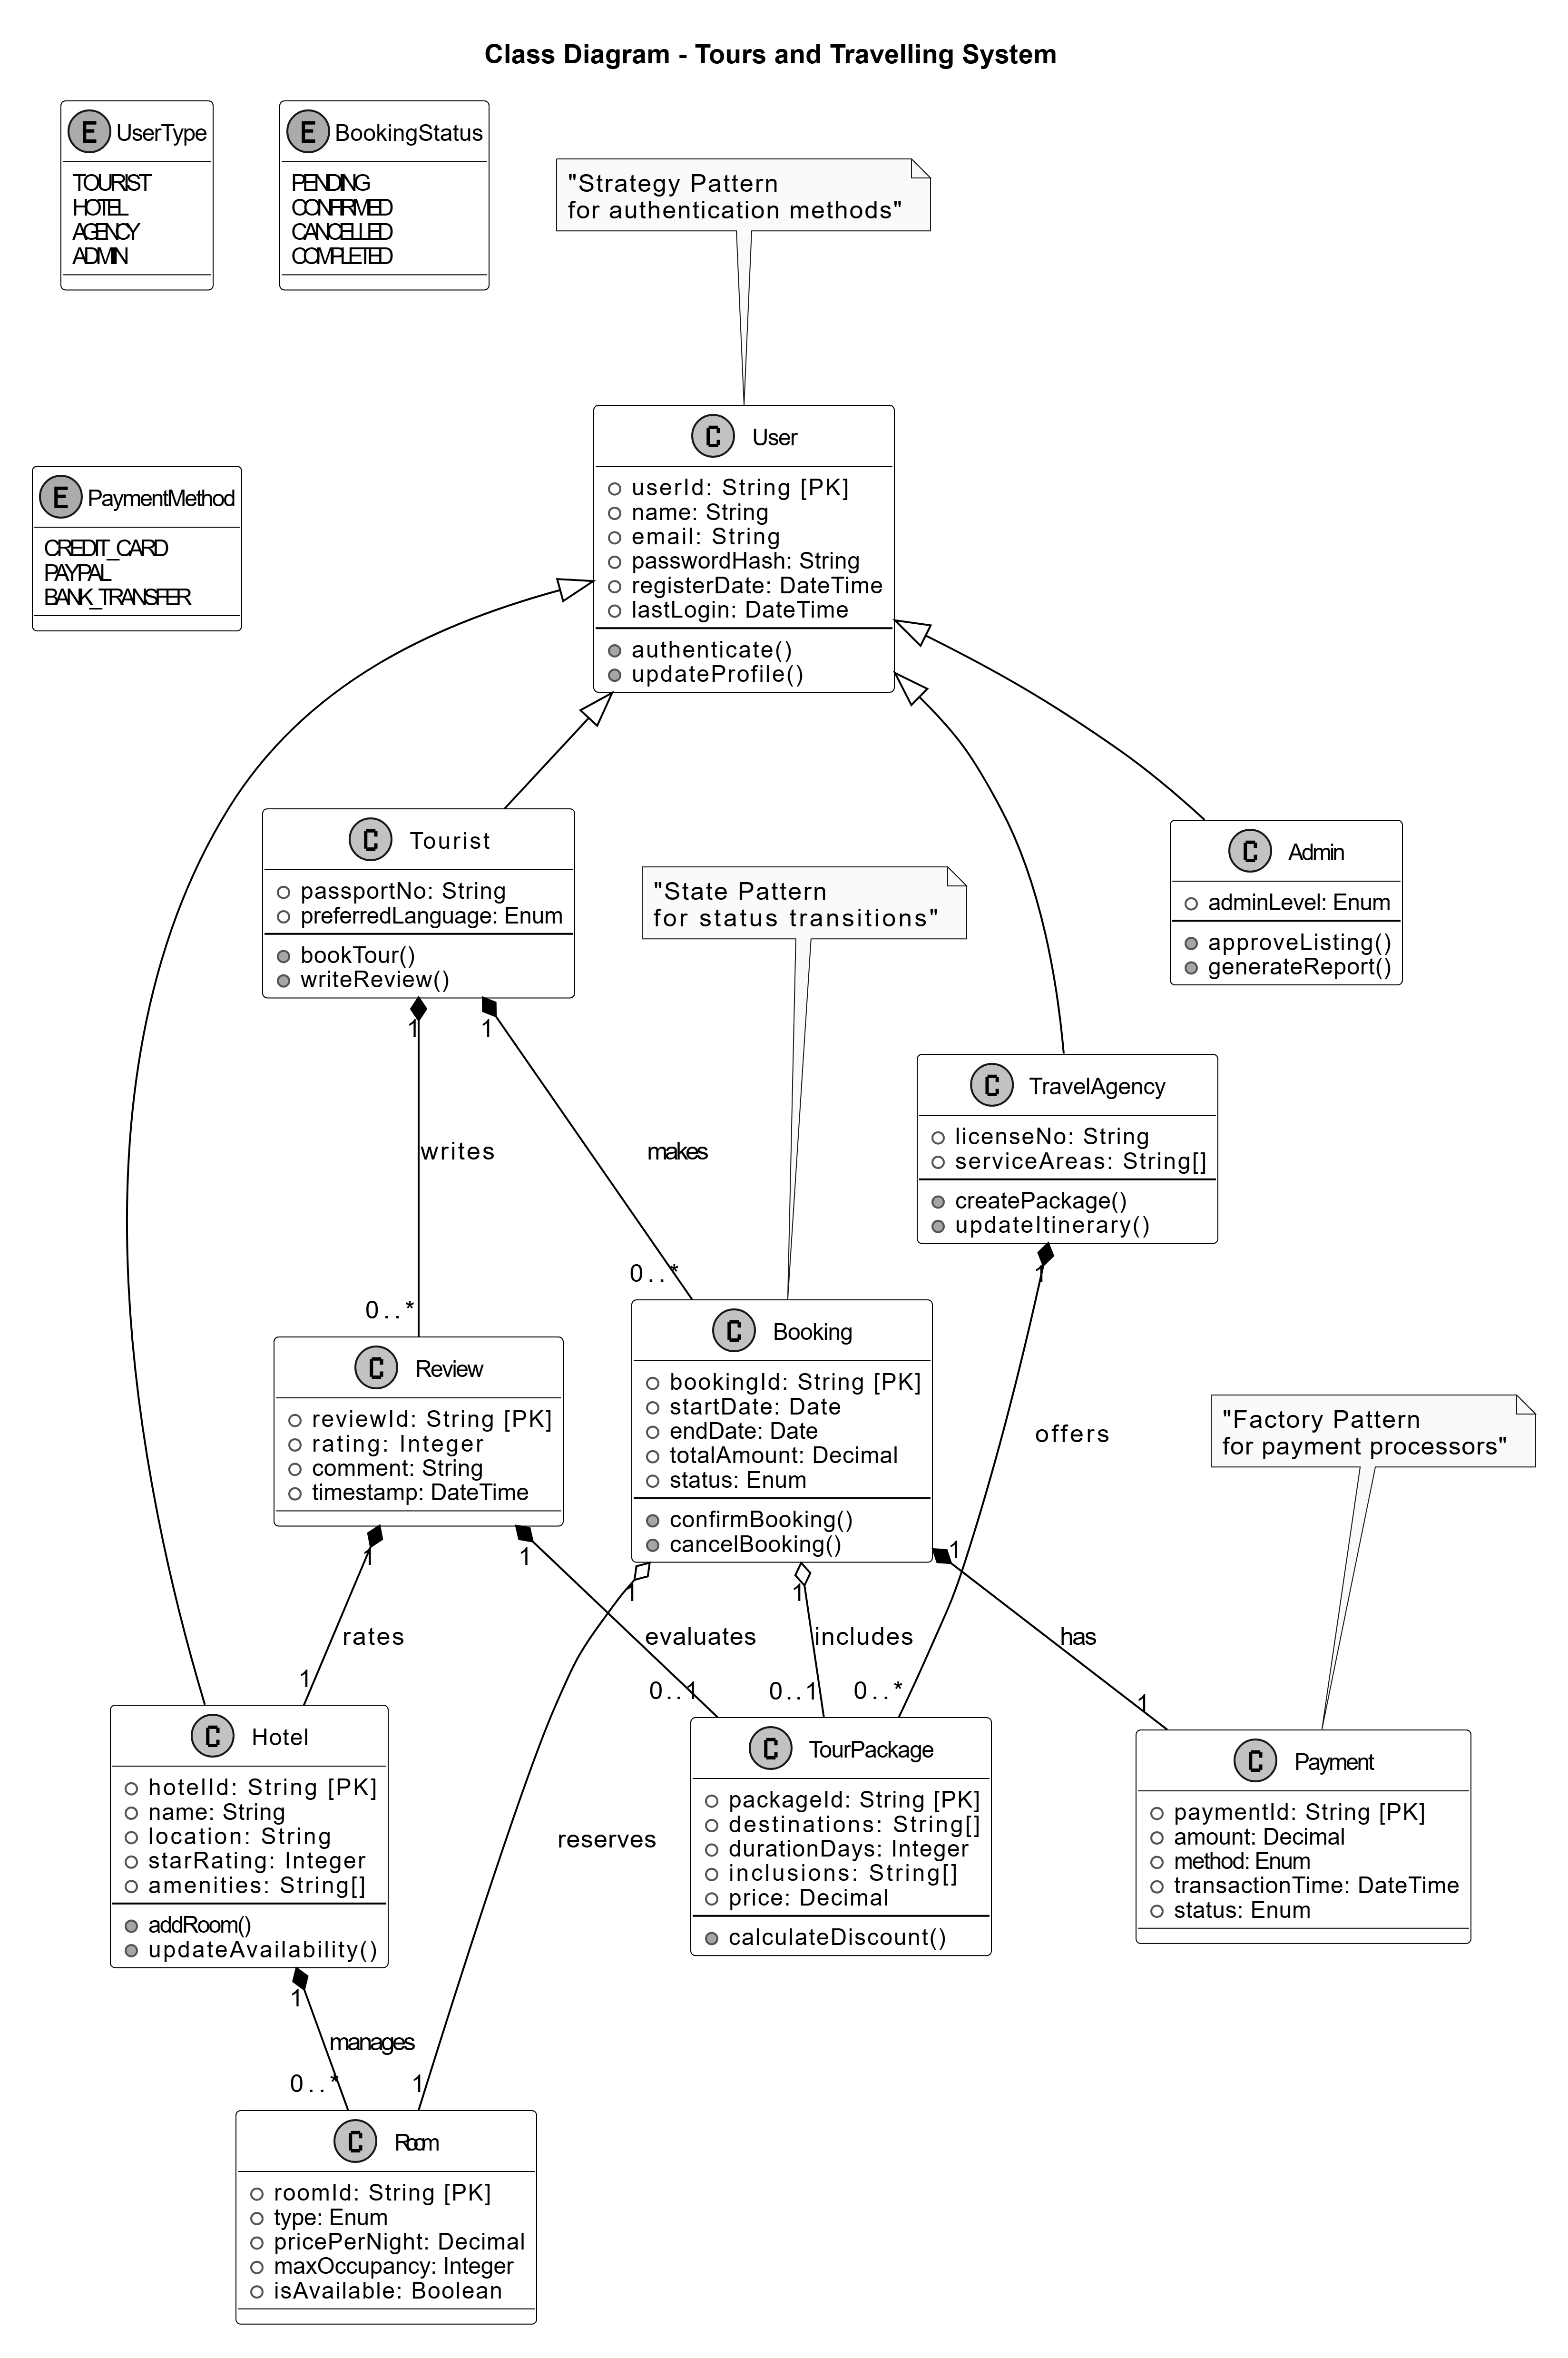 Class Diagram - Tours and Travelling System
E UserType
TOURIST
HOTEL
AGENCY
ADMIN
E BookingStatus
PENDING
CONFIRMED
CANCELLED
COMPLETED
"Strategy Pattern
for authentication methods"
E PaymentMethod
CREDIT_CARD
PAYPAL
BANK_TRANSFER
C User
userId: String [PK]
name: String
email: String
passwordHash: String
registerDate: DateTime
lastLogin: DateTime
authenticate()
updateProfile()
C Tourist
passportNo: String
preferredLanguage: Enum
bookTour()
writeReview()
"State Pattern
for status transitions"
C Admin
adminLevel: Enum
approveListing()
generateReport()
C TravelAgency
licenseNo: String
serviceAreas: String[]
createPackage()
updateItinerary()
1
1
writes
makes
0..*
0..*
1
C Review
reviewId: String [PK]
rating: Integer
comment: String
timestamp: DateTime
C Booking
bookingId: String [PK]
startDate: Date
endDate: Date
totalAmount: Decimal
status: Enum
confirmBooking()
cancelBooking()
offers
"Factory Pattern
for payment processors"
1
1
1
1
1
rates
evaluates
includes
has
1
0..1
0..1
0..*
1
C Hotel
hotelId: String [PK]
name: String
location: String
starRating: Integer
amenities: String[]
addRoom()
updateAvailability()
reserves
C TourPackage
packageId: String [PK]
destinations: String[]
durationDays: Integer
inclusions: String[]
price: Decimal
calculateDiscount()
C Payment
paymentId: String [PK]
amount: Decimal
method: Enum
transactionTime: DateTime
status: Enum
1
manages
0..*
1
C Room
roomId: String [PK]
type: Enum
pricePerNight: Decimal
maxOccupancy: Integer
isAvailable: Boolean